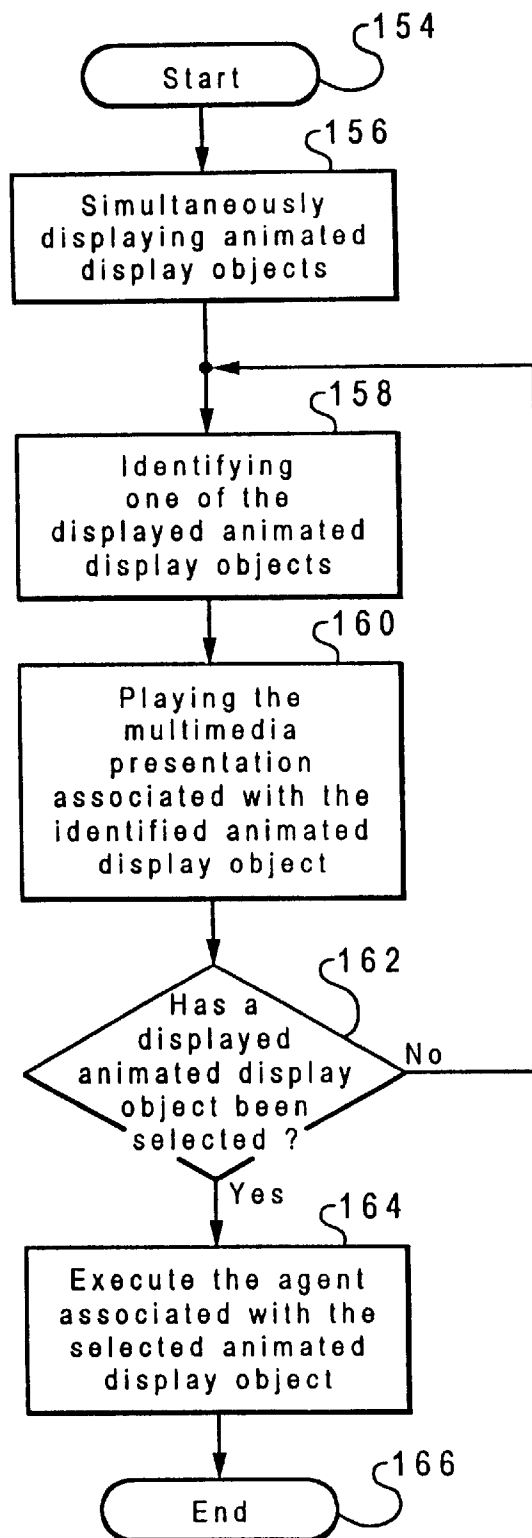 154
Start
156
Simultaneously
displaying animated
display objects
158
Identifying
one of the
displayed animated
display objects
160
Playing the
multimedia
presentation
associated with the
identified animated
display object
162
Has a
displayed
animated display
object been
selected ?
No
Yes
164
Execute the agent
associated with the
selected animated
display object
166
End